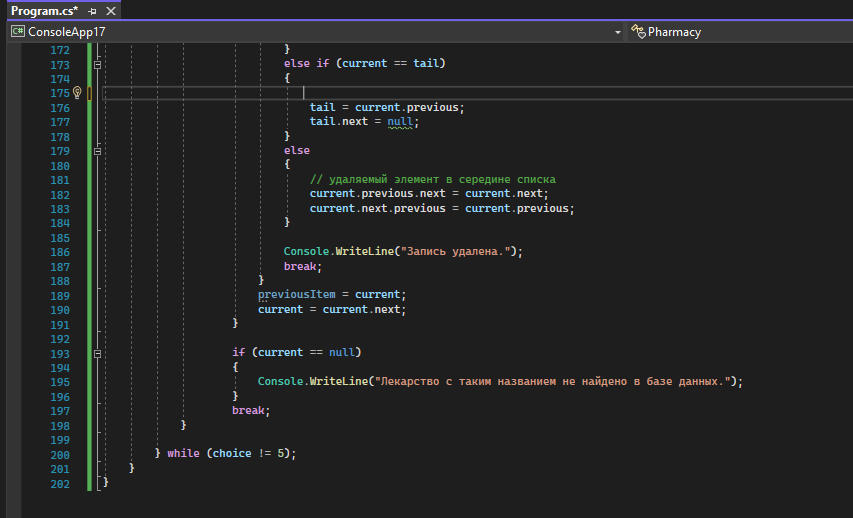 Program.cs*
ConsoleApp17 Pharmacy
172 }
173 else if (current == tail)
174 {
175
176 tail = current.previous;
177 tail.next = null;
178 }
179 else
180 {
181 // удаляемый элемент в середине списка
182 current.previous.next = current.next;
183 current.next.previous = current.previous;
184 }
185
186 Console.WriteLine("Запись удалена.");
187 break;
188 }
189 previousItem = current;
190 current = current.next;
191 }
192
193 if (current == null)
194 {
195 Console.WriteLine("Лекарство с таким названием не найдено в базе данных.");
196 }
197 break;
198 }
199
200 } while (choice != 5);
201 }
202 }